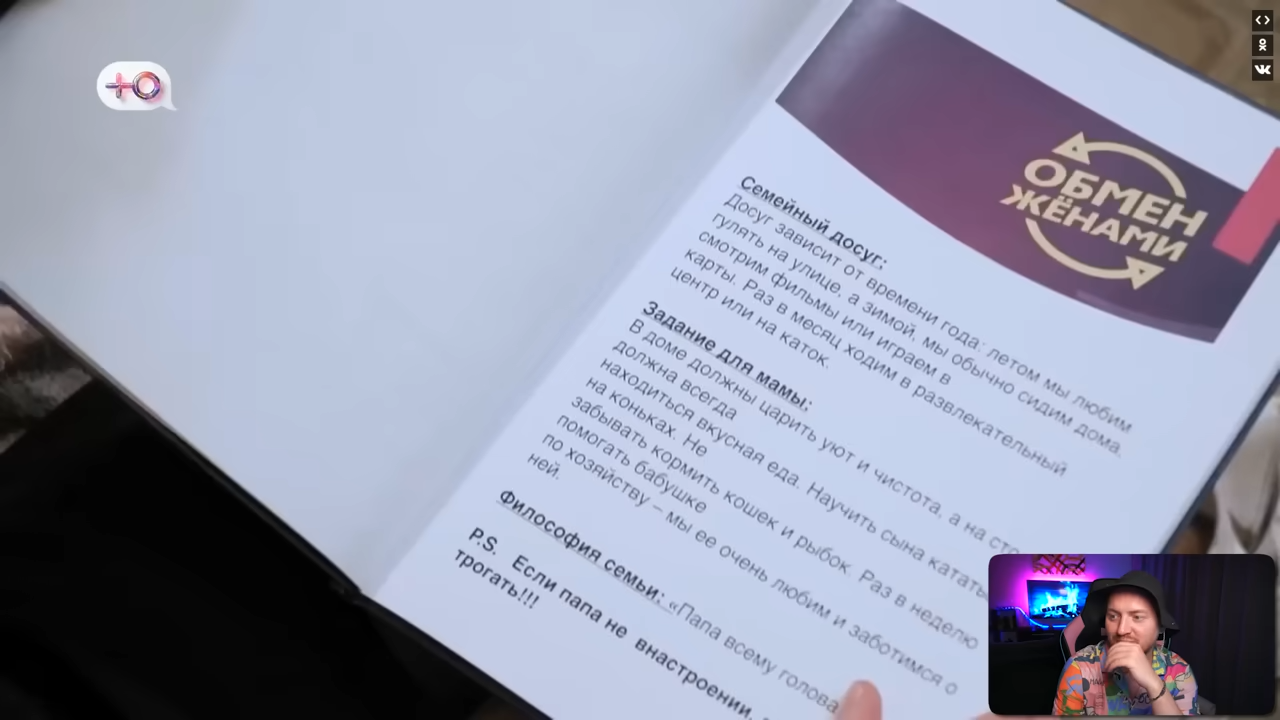 Ю
ОБМЕН
ЖЁНАМИ
Семейный досуг:
Досуг зависит от времени года: летом мы любим
гулять на улице, а зимой, мы обычно сидим дома,
смотрим фильмы или играем в
карты. Раз в месяц ходим в развлекательный
центр или на каток.
Задание для мамы:
В доме должны царить уют и чистота, а на
должна всегда
находиться вкусная еда. Научить сына
на коньках. Не
забывать кормить кошек и рыбок. Раз в неделю
помогать бабушке
по хозяйству – мы ее очень любим и заботимся о
ней.
Философия семьи: «Папа всему голова
P.S. Если папа не внастроении,
трогать!!!